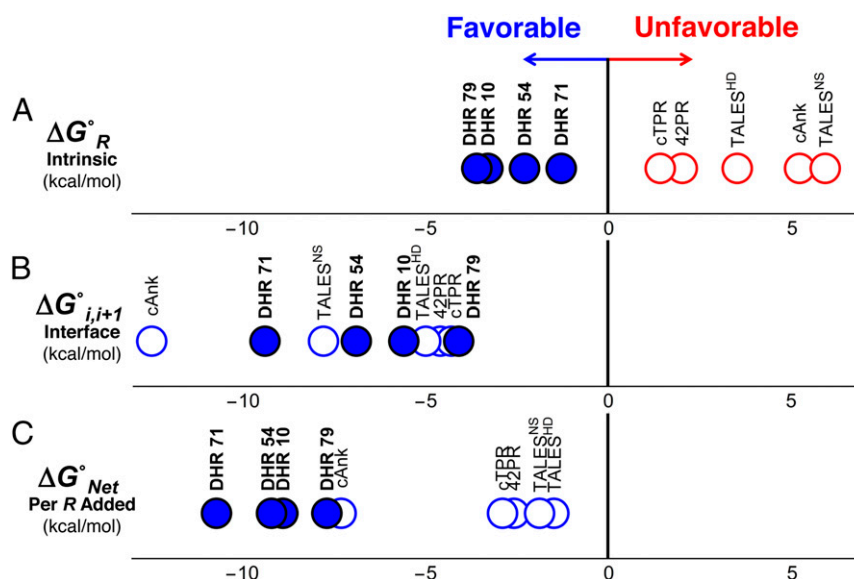 Favorable Unfavorable
A
ΔG°R
Intrinsic
(kcal/mol)
DHR 79
DHR 10
DHR 54
DHR 71
cTPR
42PR
TALES^HD
cAnk
TALES^NS
−10 −5 0 5
B
ΔG°i,i+1
Interface
(kcal/mol)
cAnk
DHR 71
TALES^NS
DHR 54
DHR 10
TALES^HD
42PR
cTPR
DHR 79
−10 −5 0 5
C
ΔG°Net
Per R Added
(kcal/mol)
DHR 71
DHR 54
DHR 10
DHR 79
cAnk
cTPR
42PR
TALES^NS
TALES^HD
−10 −5 0 5